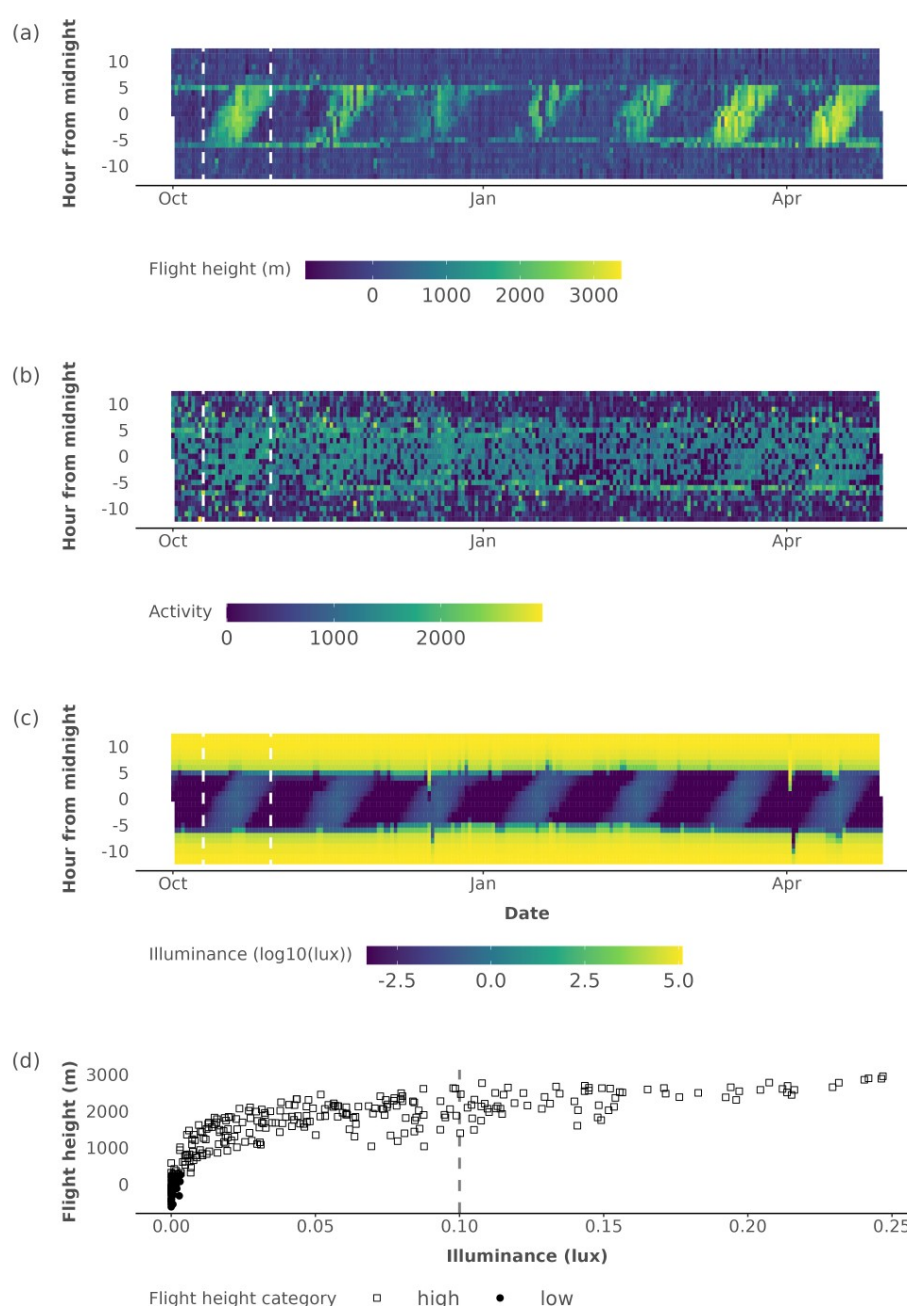 (a)
Hour from midnight
10
5
0
-5
-10
Oct Jan Apr
Flight height (m)
0 1000 2000 3000
(b)
Hour from midnight
10
5
0
-5
-10
Oct Jan Apr
Activity
0 1000 2000
(c)
Hour from midnight
10
5
0
-5
-10
Oct Jan Apr
Date
Illuminance (log10(lux))
-2.5 0.0 2.5 5.0
(d)
Flight height (m)
3000
2000
1000
0
0.00 0.05 0.10 0.15 0.20 0.25
Illuminance (lux)
Flight height category high low